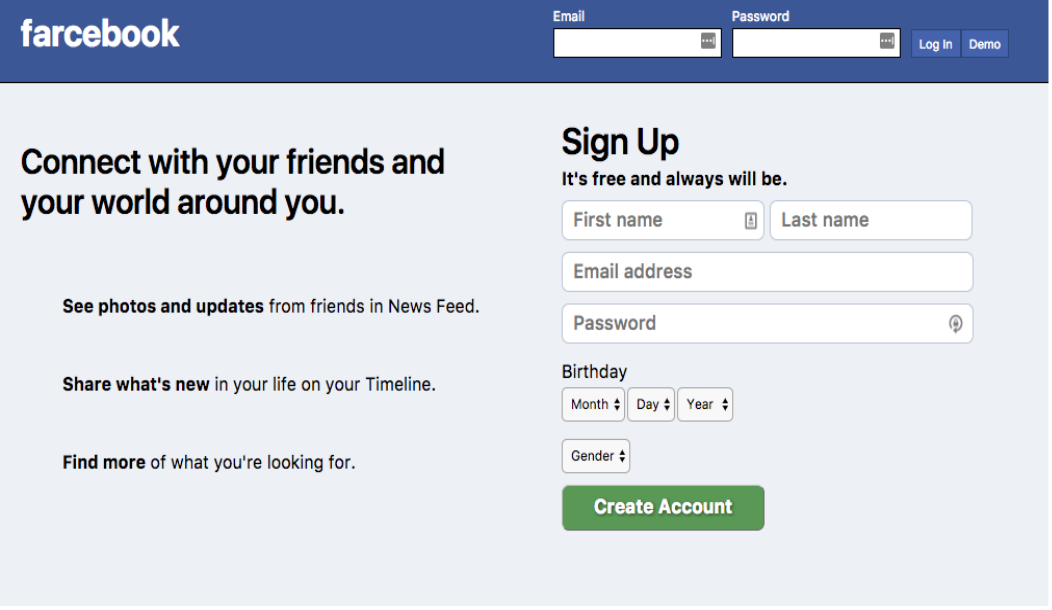 farcebook
Email
Password
Log In
Demo
Connect with your friends and
your world around you.
See photos and updates from friends in News Feed.
Share what's new in your life on your Timeline.
Find more of what you're looking for.
Sign Up
It's free and always will be.
First name
Last name
Email address
Password
Birthday
Month
Day
Year
Gender
Create Account